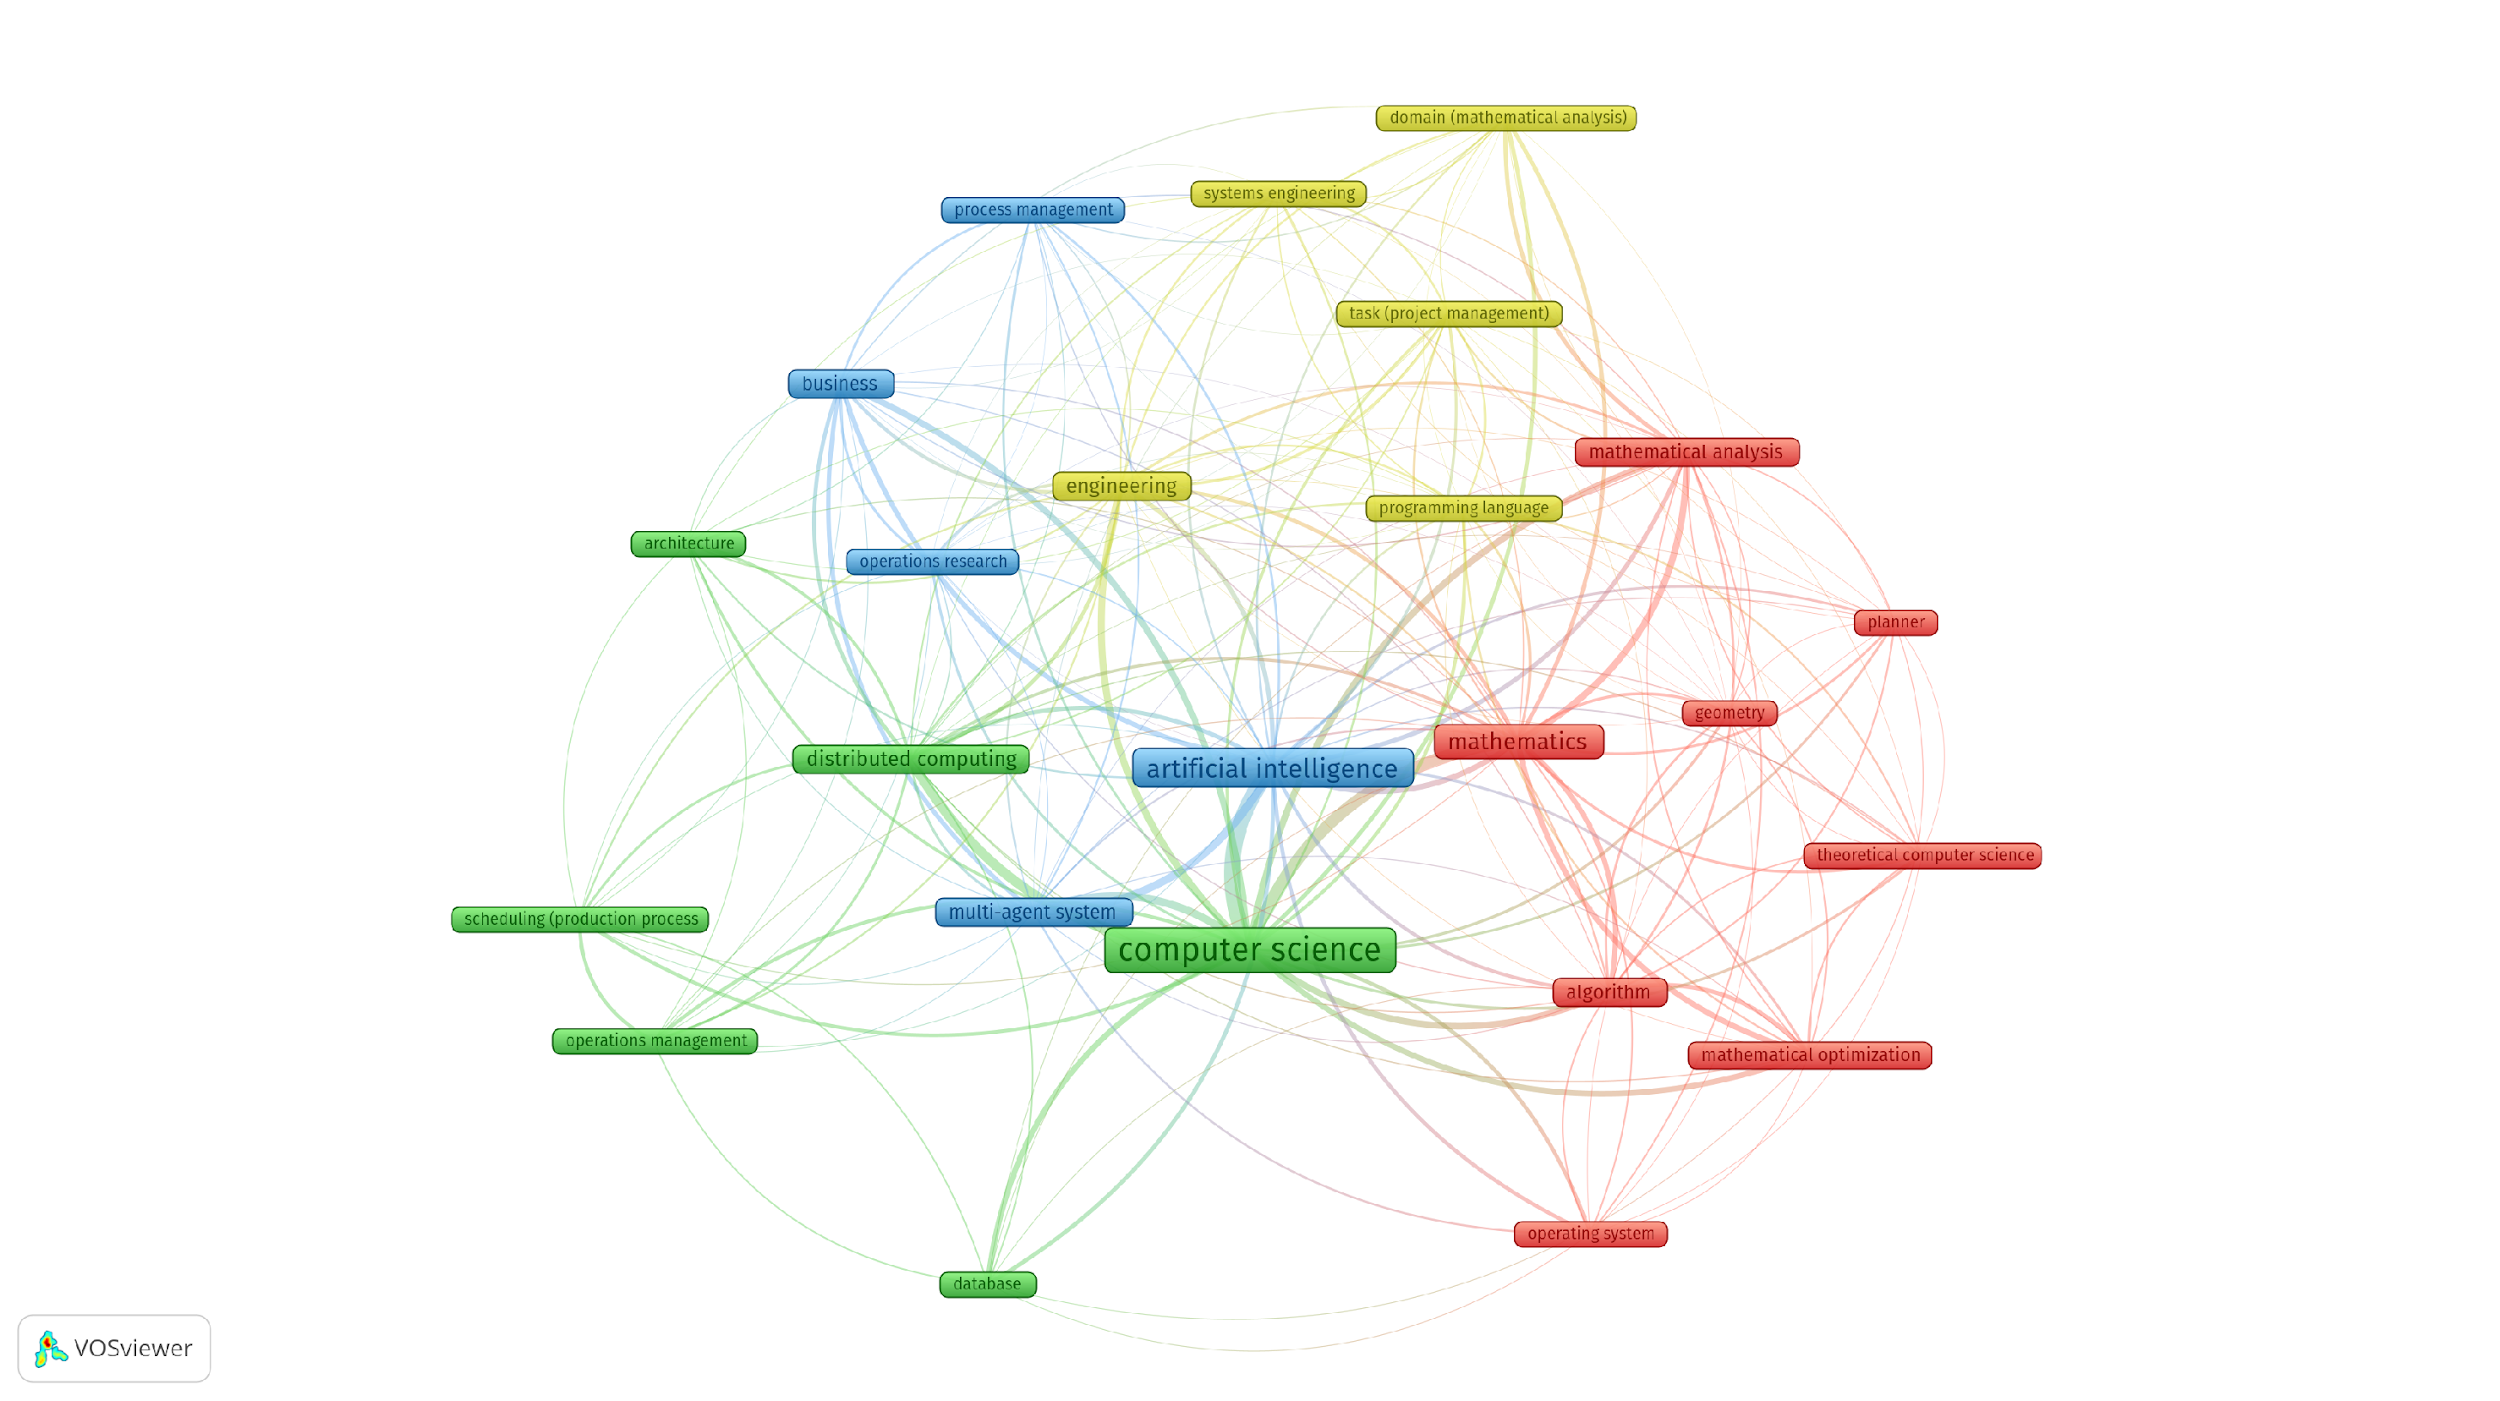 domain (mathematical analysis)
systems engineering
process management
task (project management)
business
mathematical analysis
engineering
programming language
architecture
operations research
planner
geometry
mathematics
distributed computing
artificial intelligence
theoretical computer science
multi-agent system
scheduling (production process
computer science
algorithm
operations management
mathematical optimization
operating system
database
VOSviewer